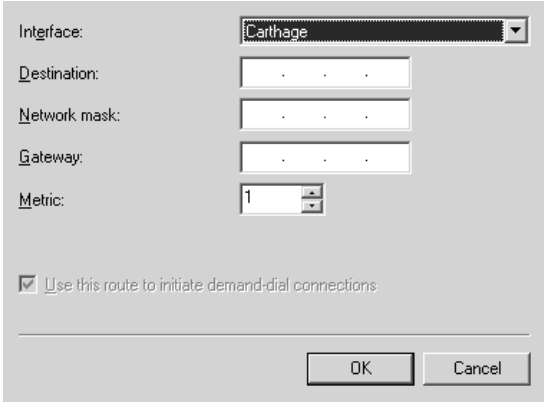 Interface: Carthage
Destination: . . .
Network mask: . . .
Gateway: . . .
Metric: 1
Use this route to initiate demand-dial connections
OK Cancel